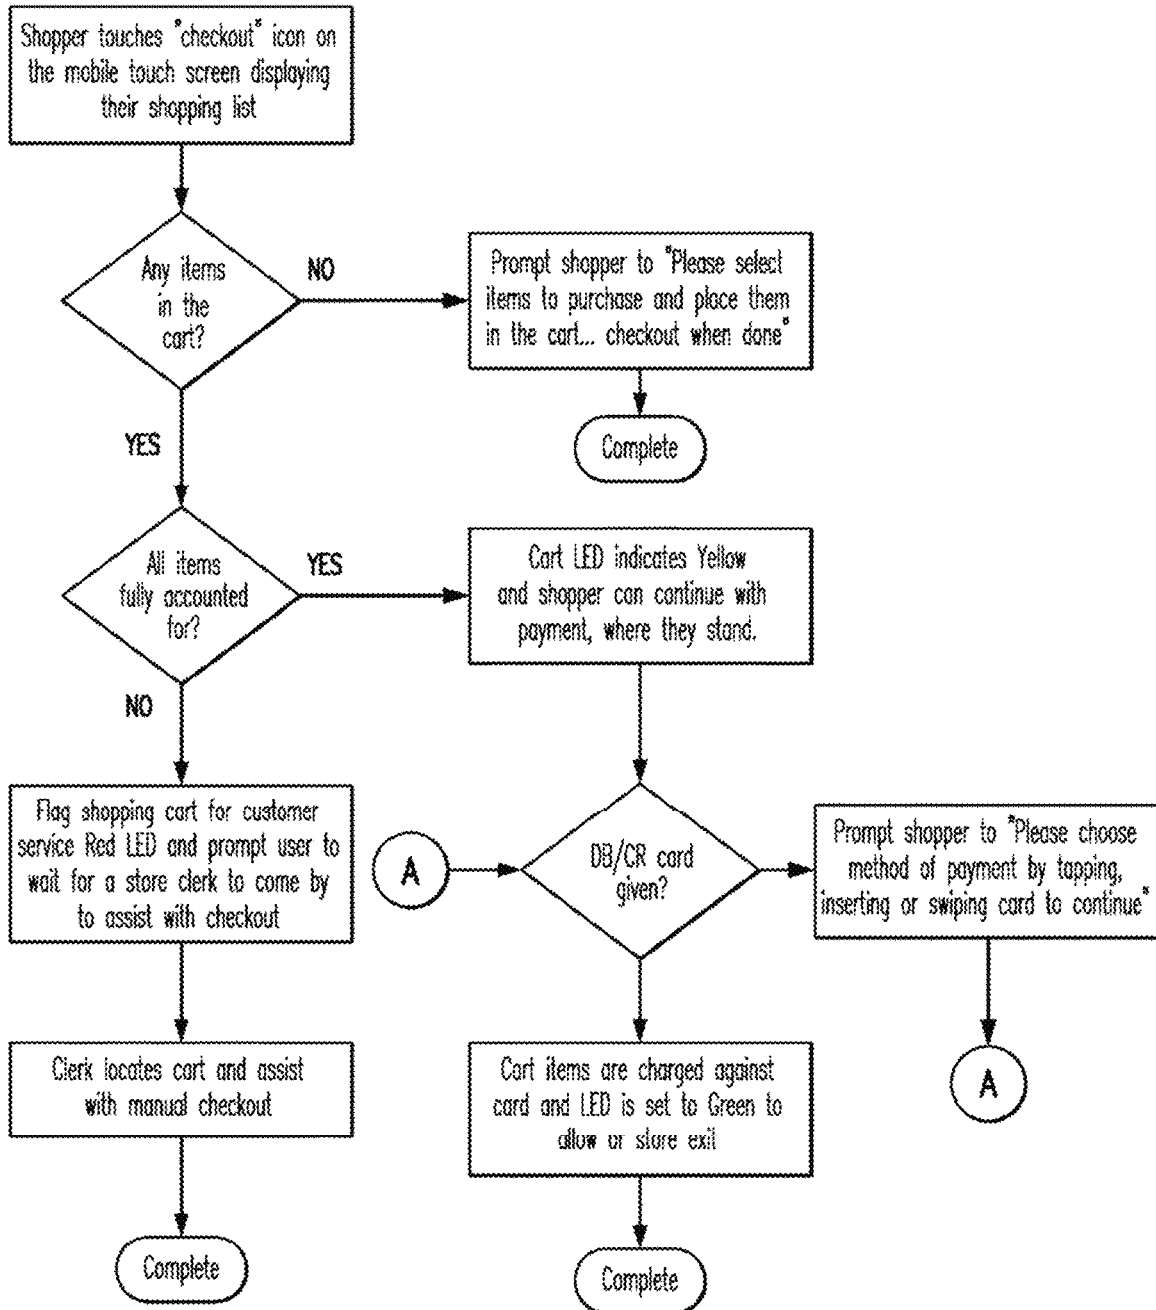 Shopper touches "checkout" icon on
the mobile touch screen displaying
their shopping list
Any items
in the
cart?
NO
Prompt shopper to "Please select
items to purchase and place them
in the cart... checkout when done"
Complete
YES
All items
fully accounted
for?
YES
Cart LED indicates Yellow
and shopper can continue with
payment, where they stand.
NO
Flag shopping cart for customer
service Red LED and prompt user to
wait for a store clerk to come by
to assist with checkout
A
DB/CR card
given?
Prompt shopper to "Please choose
method of payment by tapping,
inserting or swiping card to continue"
Clerk locates cart and assist
with manual checkout
Cart items are charged against
card and LED is set to Green to
allow or store exit
A
Complete
Complete